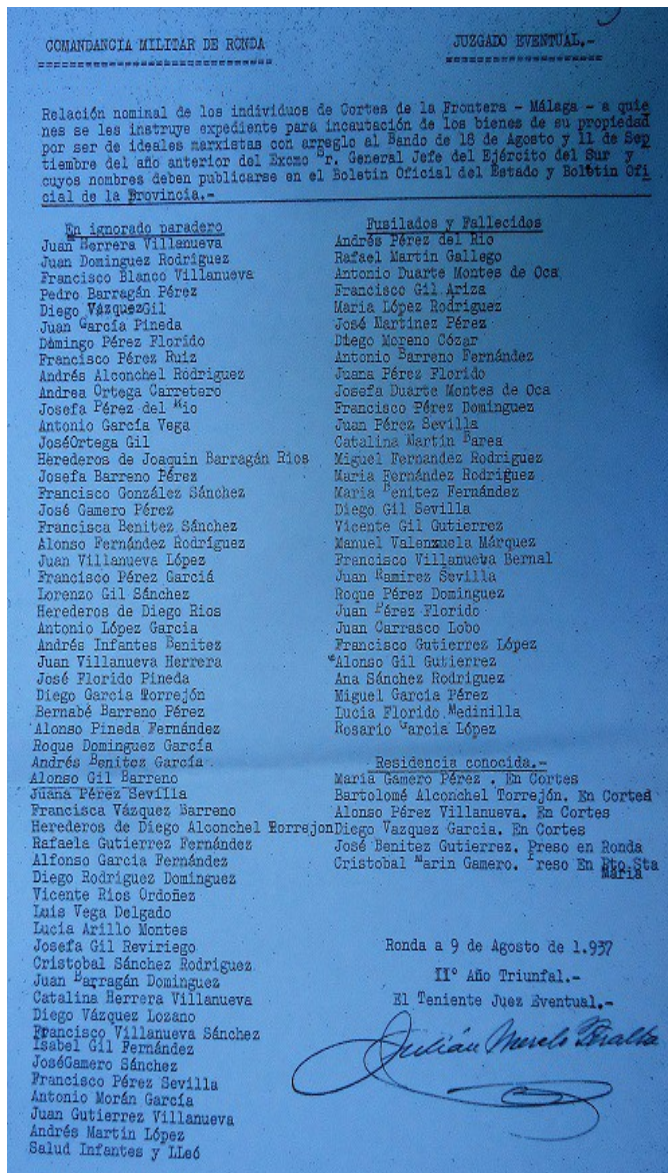 COMANDANCIA MILITAR DE RONDA
JUZGADO EVENTUAL.-
Relación nominal de los individuos de Cortes de la Frontera - Málaga - a quie
nes se les instruye expediente para incautación de los bienes de su propiedad
por ser de ideales marxistas con arreglo al Bando de 18 de Agosto y 11 de Sep
tiembre del año anterior del Excmo Sr. General Jefe del Ejército del Sur y
cuyos nombres deben publicarse en el Boletin Oficial del Estado y Boletin Ofi
cial de la Provincia.-
En ignorado paradero
Juan Herrera Villanueva
Juan Dominguez Rodriguez
Francisco Blanco Villanueva
Pedro Barragán Pérez
Diego VázquezGil
Juan García Pineda
Domingo Pérez Florido
Francisco Pérez Ruiz
Andrés Alconchel Rodriguez
Andrea Ortega Carretero
Josefa Pérez del Rio
Antonio García Vega
JoséOrtega Gil
Herederos de Joaquin Barragán Rios
Josefa Barreno Pérez
Francisco González Sánchez
José Gamero Pérez
Francisca Benitez Sánchez
Alonso Fernández Rodríguez
Juan Villanueva López
Francisco Pérez Garciá
Lorenzo Gil Sánchez
Herederos de Diego Rios
Antonio López Garcia
Andrés Infantes Benitez
Juan Villanueva Herrera
José Florido Pineda
Diego Garcia Torrejón
Bernabé Barreno Pérez
Alonso Pineda Fernández
Roque Dominguez García
Andrés Benitez García
Alonso Gil Barreno
Juana Pérez Sevilla
Francisca Vázquez Barreno
Herederos de Diego Alconchel Torrejon
Rafaela Gutierrez Fernández
Alfonso Garcia Fernández
Diego Rodriguez Dominguez
Vicente Rios Ordoñez
Luis Vega Delgado
Lucía Arillo Montes
Josefa Gil Reviriego
Cristobal Sánchez Rodriguez
Juan Barragán Dominguez
Catalina Herrera Villanueva
Diego Vázquez Lozano
Francisco Villanueva Sánchez
Isabel Gil Fernández
JoséGamero Sánchez
Francisco Pérez Sevilla
Antonio Morán García
Juan Gutierrez Villanueva
Andrés Martin López
Salud Infantes y LLeó
Fusilados y Fallecidos
Andrés Pérez del Rio
Rafael Martin Gallego
Antonio Duarte Montes de Oca
Francisco Gil Ariza
Maria López Rodriguez
José Martinez Pérez
Diego Moreno Cózar
Antonio Barreno Fernández
Juana Pérez Florido
Josefa Duarte Montes de Oca
Francisco Pérez Dominguez
Juan Pérez Sevilla
Catalina Martin Barea
Miguel Fernandez Rodriguez
Maria Fernández Rodriguez
Maria Benitez Fernández
Diego Gil Sevilla
Vicente Gil Gutierrez
Manuel Valenzuela Márquez
Francisco Villanueva Bernal
Juan Ramirez Sevilla
Roque Pérez Dominguez
Juan Pérez Florido
Juan Carrasco Lobo
Francisco Gutierrez López
Alonso Gil Gutierrez
Ana Sánchez Rodriguez
Miguel Garcia Pérez
Lucía Florido Medinilla
Rosario Garcia López
Residencia conocida.-
Maria Gamero Pérez . En Cortes
Bartolomé Alconchel Torrejón. En Cortes
Alonso Pérez Villanueva. En Cortes
Diego Vazquez Garcia. En Cortes
José Benitez Gutierrez. Preso en Ronda
Cristobal Marin Gamero. Preso En Pto.Sta
Maria
Ronda a 9 de Agosto de 1.937
IIº Año Triunfal.-
El Teniente Juez Eventual.-
Julián